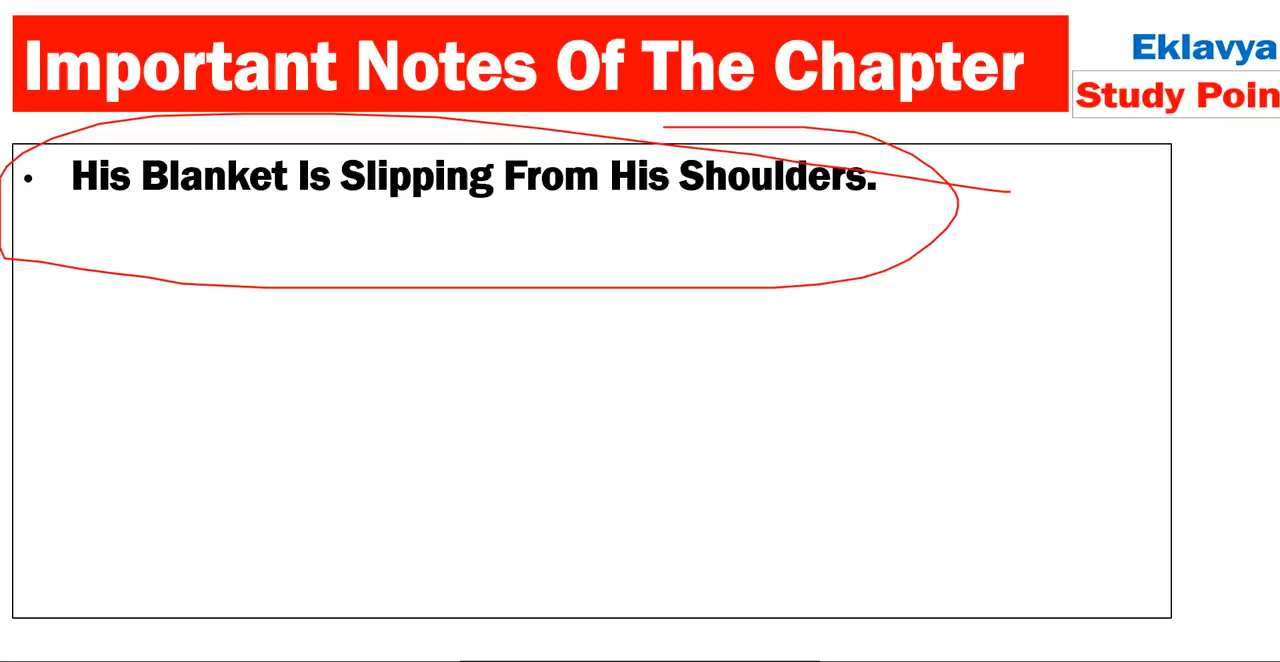 Important Notes Of The Chapter
Eklavya
Study Poin
• His Blanket Is Slipping From His Shoulders.